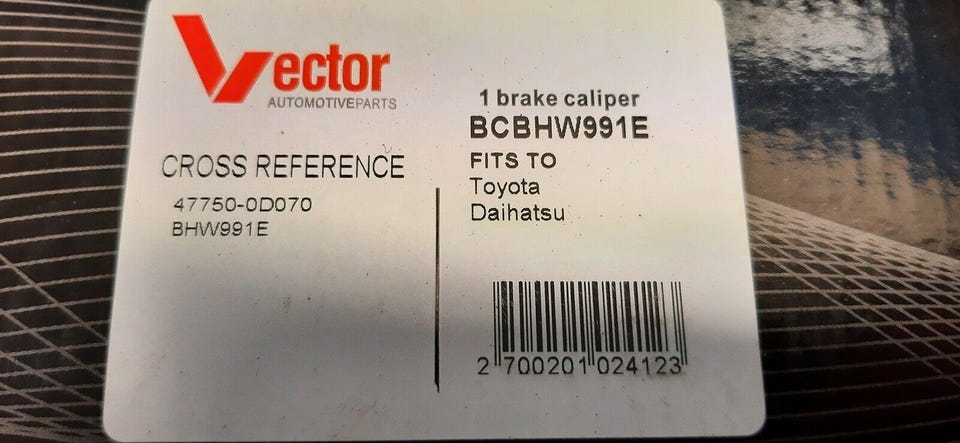 Vector
AUTOMOTIVEPARTS
CROSS REFERENCE
47750-0D070
BHW991E
1 brake caliper
BCBHW991E
FITS TO
Toyota
Daihatsu
2 700201 024123